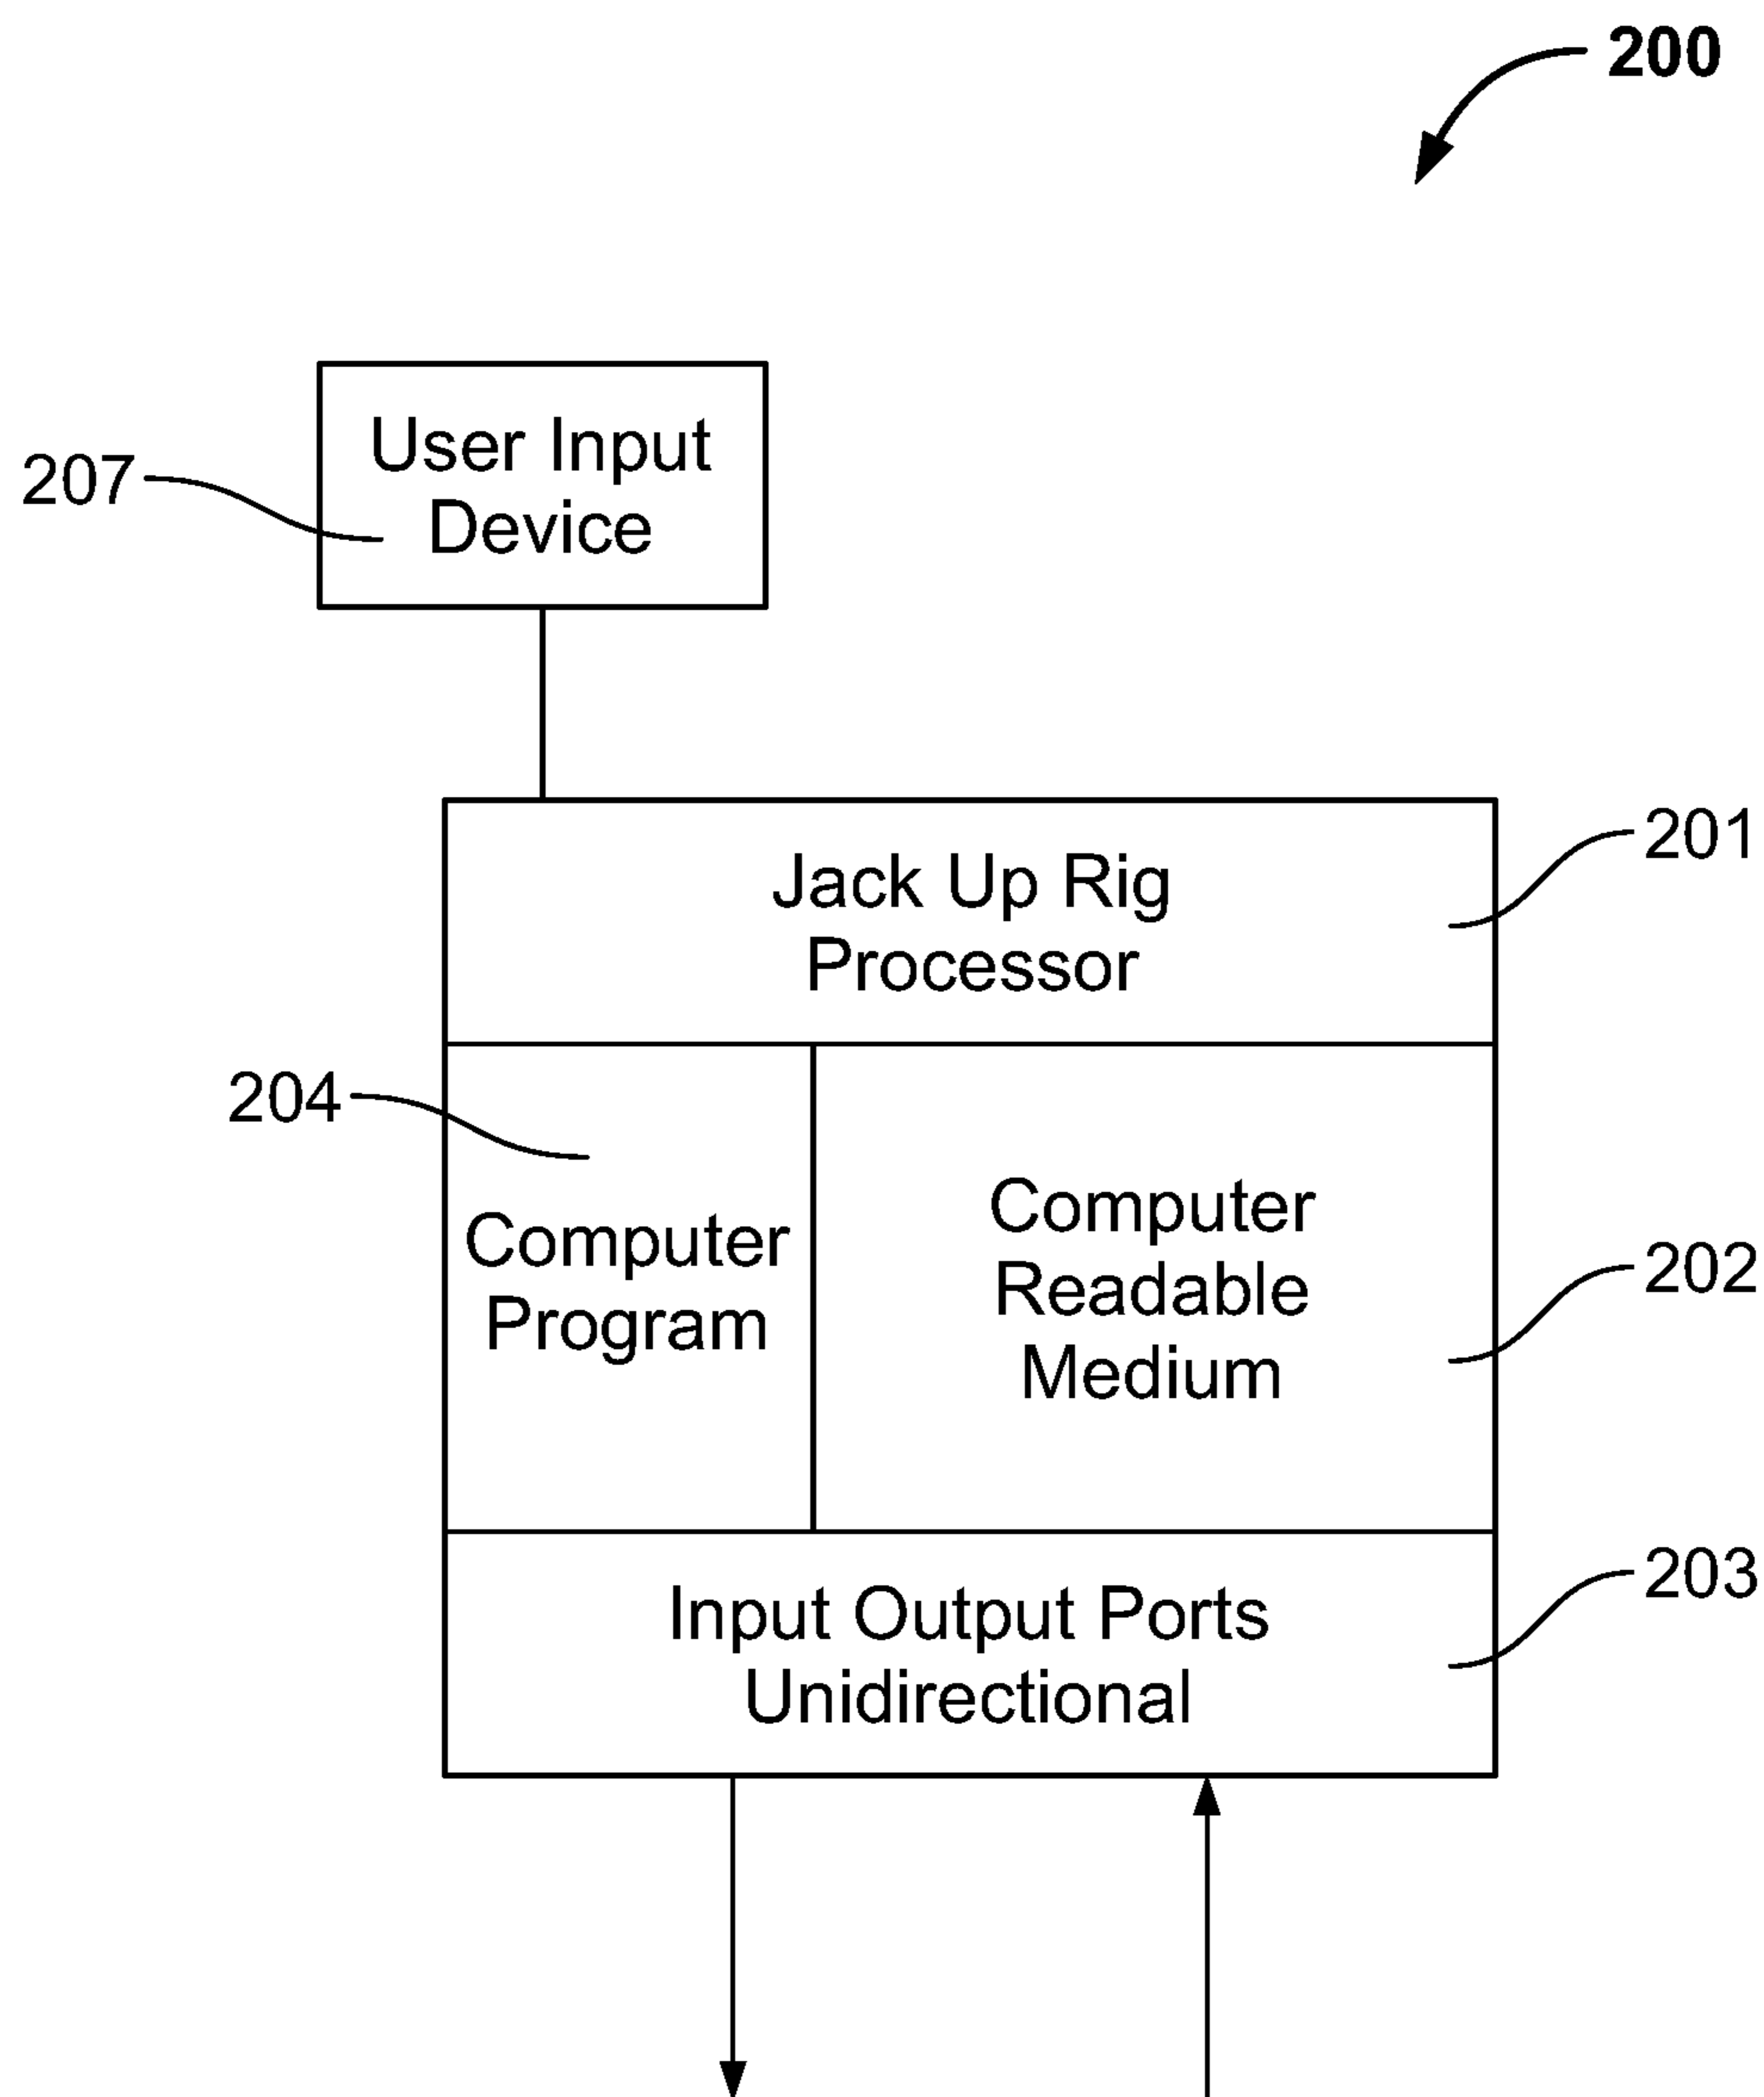 200
User Input
207
Device
Jack Up Rig
201
Processor
204
Computer
Program
Computer
Readable
Medium
202
Input Output Ports
203
Unidirectional